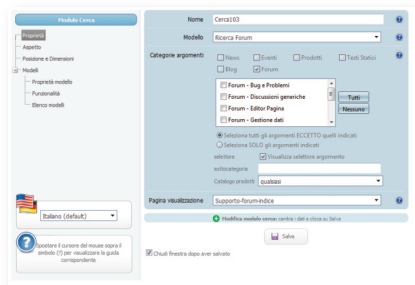 Modulo Cerca
Proprietà
Aspetto
Posizione e Dimensioni
Modelli
Proprietà modello
Funzionalità
Elenco modelli
Italiano (default)
Spostare il cursore del mouse sopra il
simbolo (?) per visualizzare la guida
corrispondente
Nome Cerca103
Modello Ricerca Forum
Categorie argomenti News Eventi Prodotti Testi Statici
Blog Forum
Forum - Bug e Problemi
Forum - Discussioni generiche
Forum - Editor Pagina
Forum - Gestione dati
Tutti
Nessuno
Seleziona tutti gli argomenti ECCETTO quelli indicati
Seleziona SOLO gli argomenti indicati
selettore Visualizza selettore argomento
sottocategoria
Catalogo prodotti qualsiasi
Pagina visualizzazione Supporto-forum-indice
Modifica modulo cerca: cambia i dati e clicca su Salva
Salva
Chiudi finestra dopo aver salvato